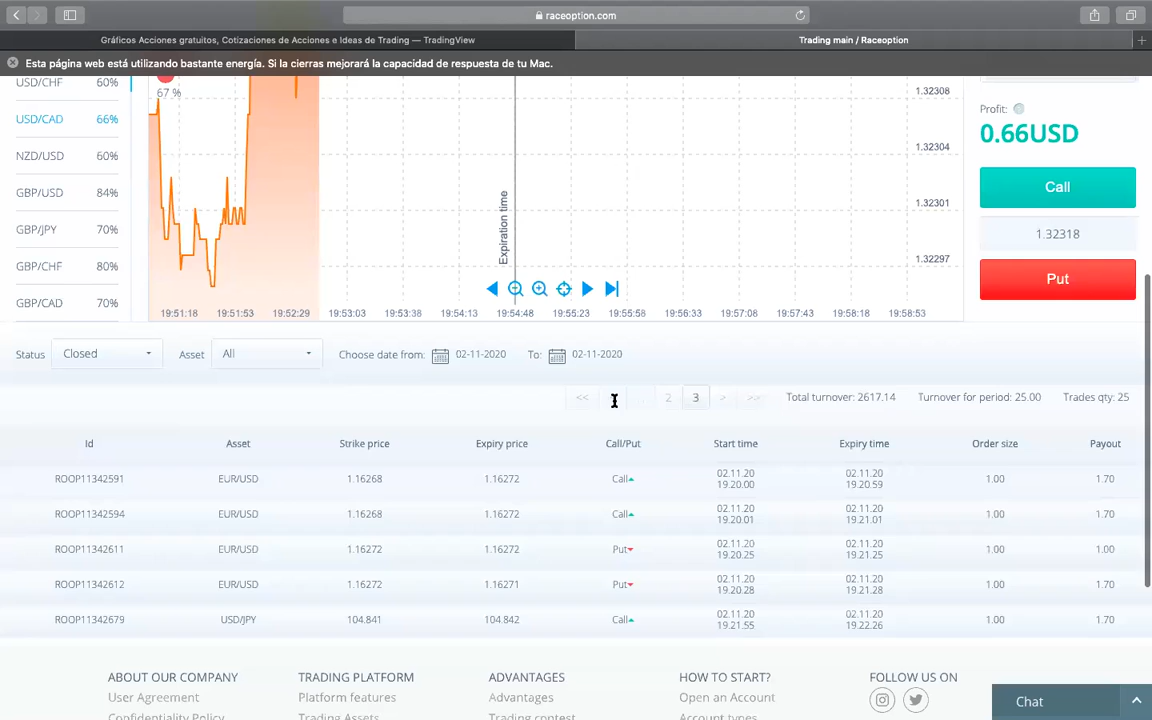 raceoption.com
Gráficos Acciones gratuitos, Cotizaciones de Acciones e Ideas de Trading — TradingView
Trading main / Raceoption
Esta página web está utilizando bastante energía. Si la cierras mejorará la capacidad de respuesta de tu Mac.
USD/CHF 60%
USD/CAD 66%
NZD/USD 60%
GBP/USD 84%
GBP/JPY 70%
GBP/CHF 80%
GBP/CAD 70%
67 %
Expiration time
1.32308
1.32304
1.32301
1.32297
19:51:18 19:51:53 19:52:29 19:53:03 19:53:38 19:54:13 19:54:48 19:55:23 19:55:58 19:56:33 19:57:08 19:57:43 19:58:18 19:58:53
Profit:
0.66USD
Call
1.32318
Put
Status Closed Asset All Choose date from: 02-11-2020 To: 02-11-2020
<< 2 3 > >> Total turnover: 2617.14 Turnover for period: 25.00 Trades qty: 25
Id Asset Strike price Expiry price Call/Put Start time Expiry time Order size Payout
ROOP11342591 EUR/USD 1.16268 1.16272 Call 02.11.20 19.20.00 02.11.20 19.20.59 1.00 1.70
ROOP11342594 EUR/USD 1.16268 1.16272 Call 02.11.20 19.20.01 02.11.20 19.21.01 1.00 1.70
ROOP11342611 EUR/USD 1.16272 1.16272 Put 02.11.20 19.20.25 02.11.20 19.21.25 1.00 1.00
ROOP11342612 EUR/USD 1.16272 1.16271 Put 02.11.20 19.20.28 02.11.20 19.21.28 1.00 1.70
ROOP11342679 USD/JPY 104.841 104.842 Call 02.11.20 19.21.55 02.11.20 19.22.26 1.00 1.70
ABOUT OUR COMPANY TRADING PLATFORM ADVANTAGES HOW TO START? FOLLOW US ON
User Agreement Platform features Advantages Open an Account
Confidentiality Policy Trading Assets Trading contest Account types
Chat